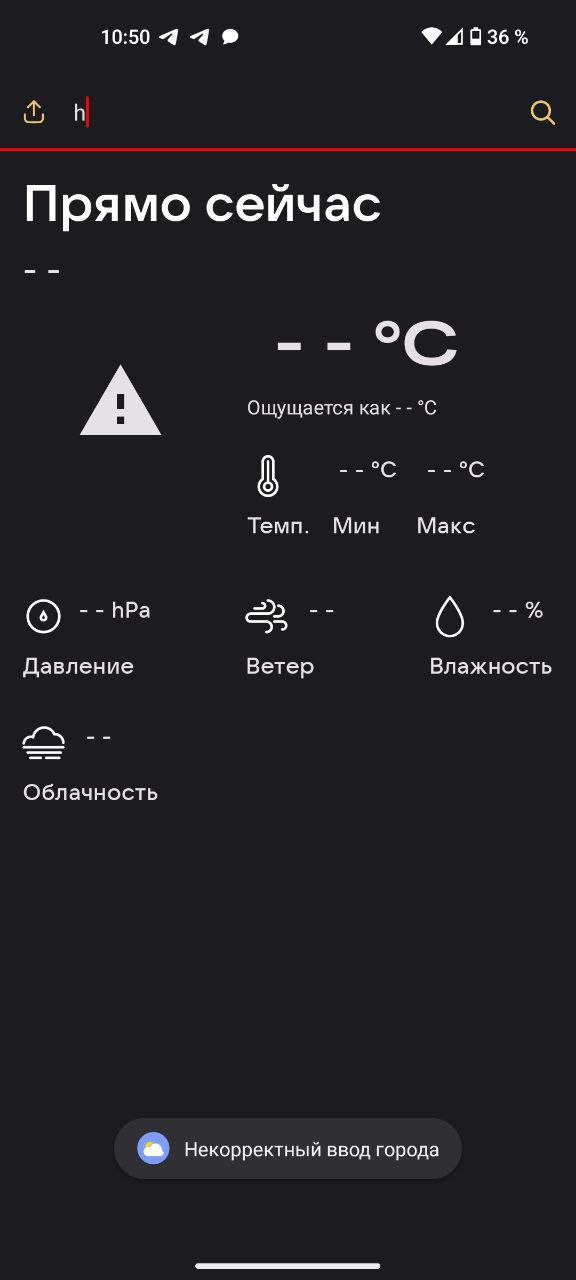 10:50 36 %
h
Прямо сейчас
- -
- - °C
Ощущается как - - °C
- - °C - - °C
Темп. Мин Макс
- - hPa - - - - %
Давление Ветер Влажность
- -
Облачность
Некорректный ввод города